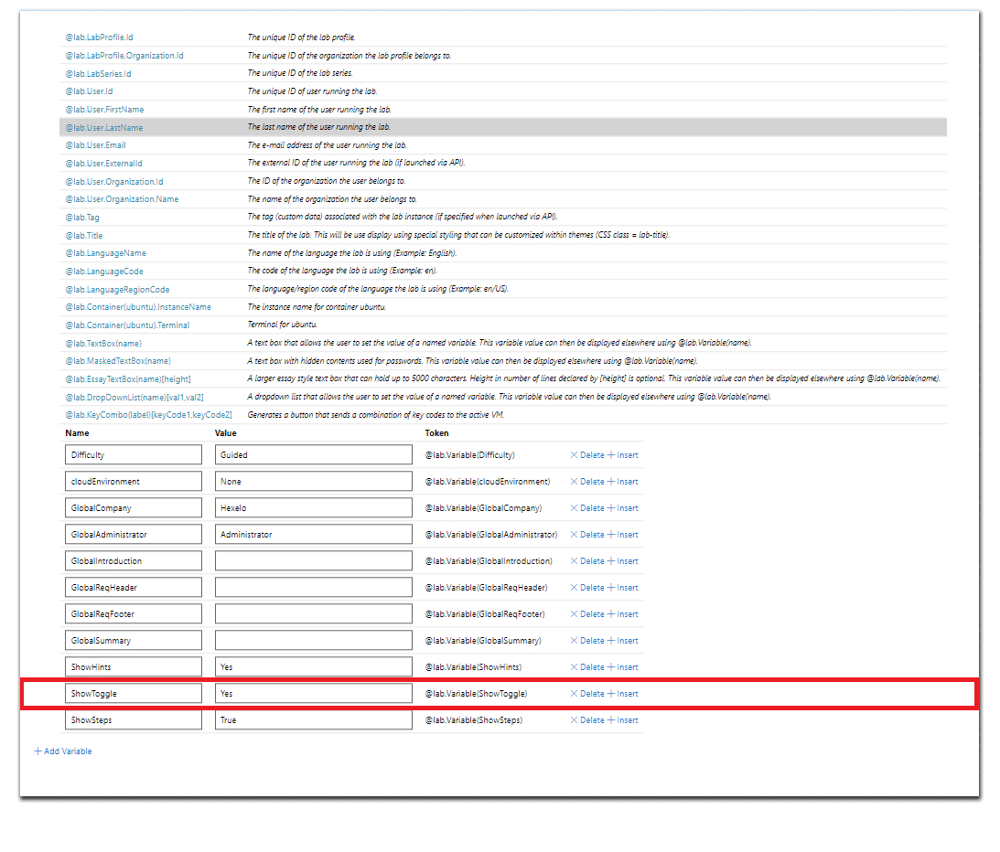 @lab.LabProfile.Id The unique ID of the lab profile.
@lab.LabProfile.Organization.Id The unique ID of the organization the lab profile belongs to.
@lab.LabSeries.Id The unique ID of the lab series.
@lab.User.Id The unique ID of user running the lab.
@lab.User.FirstName The first name of the user running the lab.
@lab.User.LastName The last name of the user running the lab.
@lab.User.Email The e-mail address of the user running the lab.
@lab.User.ExternalId The external ID of the user running the lab (if launched via API).
@lab.User.Organization.Id The ID of the organization the user belongs to.
@lab.User.Organization.Name The name of the organization the user belongs to.
@lab.Tag The tag (custom data) associated with the lab instance (if specified when launched via API).
@lab.Title The title of the lab. This will be use display using special styling that can be customized within themes (CSS class = lab-title).
@lab.LanguageName The name of the language the lab is using (Example: English).
@lab.LanguageCode The code of the language the lab is using (Example: en).
@lab.LanguageRegionCode The language/region code of the language the lab is using (Example: en/US).
@lab.Container(ubuntu).InstanceName The instance name for container ubuntu.
@lab.Container(ubuntu).Terminal Terminal for ubuntu.
@lab.TextBox(name) A text box that allows the user to set the value of a named variable. This variable value can then be displayed elsewhere using @lab.Variable(name).
@lab.MaskedTextBox(name) A text box with hidden contents used for passwords. This variable value can then be displayed elsewhere using @lab.Variable(name).
@lab.EssayTextBox(name)[height] A larger essay style text box that can hold up to 5000 characters. Height in number of lines declared by [height] is optional. This variable value can then be displayed elsewhere using @lab.Variable(name).
@lab.DropDownList(name)[val1,val2] A dropdown list that allows the user to set the value of a named variable. This variable value can then be displayed elsewhere using @lab.Variable(name).
@lab.KeyCombo(label)[keyCode1,keyCode2] Generates a button that sends a combination of key codes to the active VM.
Name Value Token
Difficulty Guided @lab.Variable(Difficulty) Delete Insert
cloudEnvironment None @lab.Variable(cloudEnvironment) Delete Insert
GlobalCompany Hexelo @lab.Variable(GlobalCompany) Delete Insert
GlobalAdministrator Administrator @lab.Variable(GlobalAdministrator) Delete Insert
GlobalIntroduction @lab.Variable(GlobalIntroduction) Delete Insert
GlobalReqHeader @lab.Variable(GlobalReqHeader) Delete Insert
GlobalReqFooter @lab.Variable(GlobalReqFooter) Delete Insert
GlobalSummary @lab.Variable(GlobalSummary) Delete Insert
ShowHints Yes @lab.Variable(ShowHints) Delete Insert
ShowToggle Yes @lab.Variable(ShowToggle) Delete Insert
ShowSteps True @lab.Variable(ShowSteps) Delete Insert
Add Variable